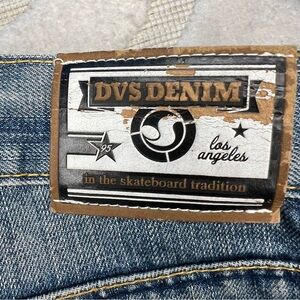 DVS DENIM
95
los
angeles
in the skateboard tradition